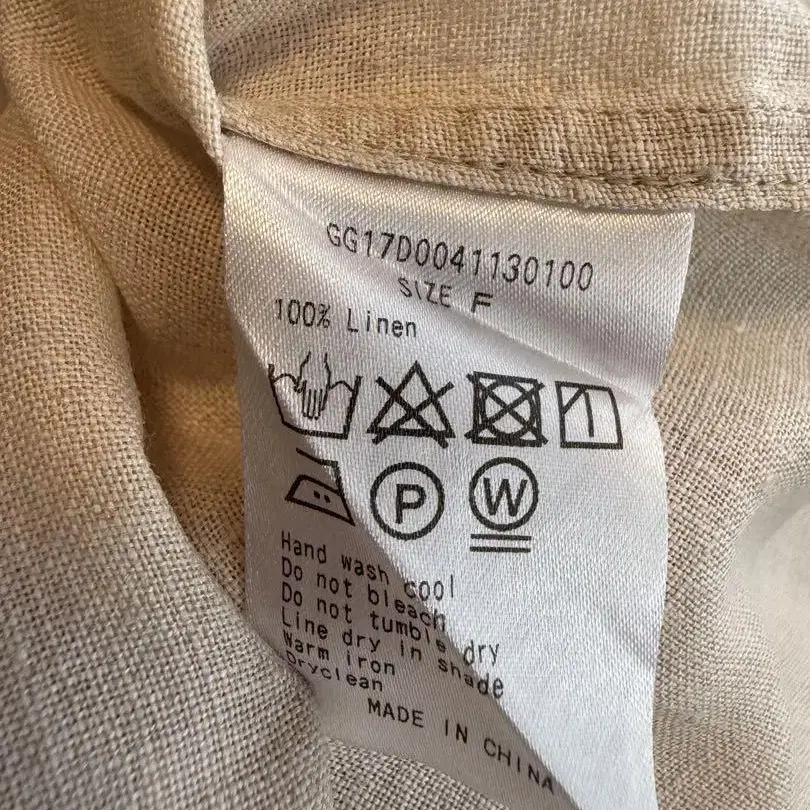 GG17D0041130100
SIZE F
100% Linen
P W
Hand wash cool
Do not bleach
Do not tumble dry
Line dry in shade
Warm iron
Dryclean
MADE IN CHINA